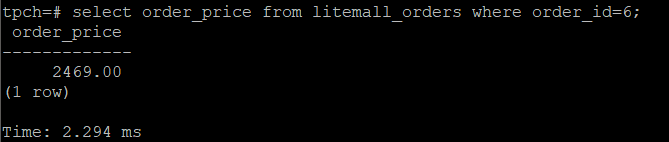 tpch=# select order_price from litemall_orders where order_id=6;
 order_price
-------------
     2469.00
(1 row)

Time: 2.294 ms